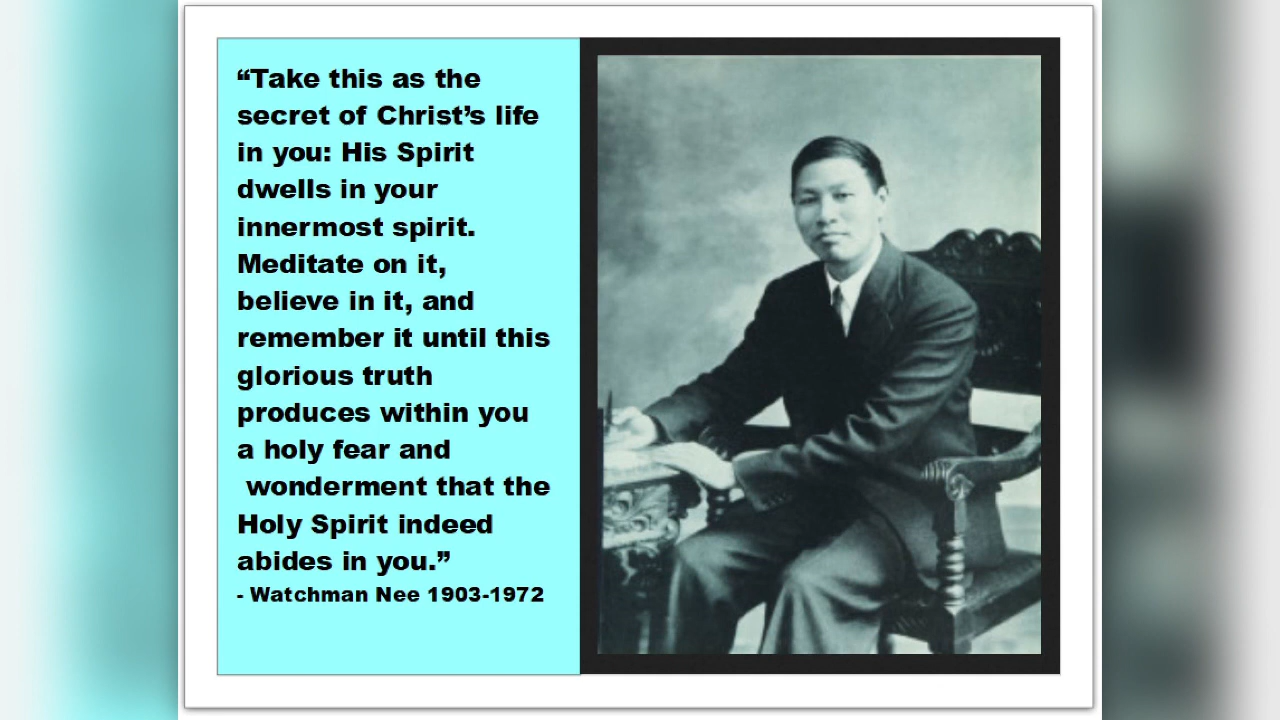 “Take this as the
secret of Christ’s life
in you: His Spirit
dwells in your
innermost spirit.
Meditate on it,
believe in it, and
remember it until this
glorious truth
produces within you
a holy fear and
wonderment that the
Holy Spirit indeed
abides in you.”
- Watchman Nee 1903-1972